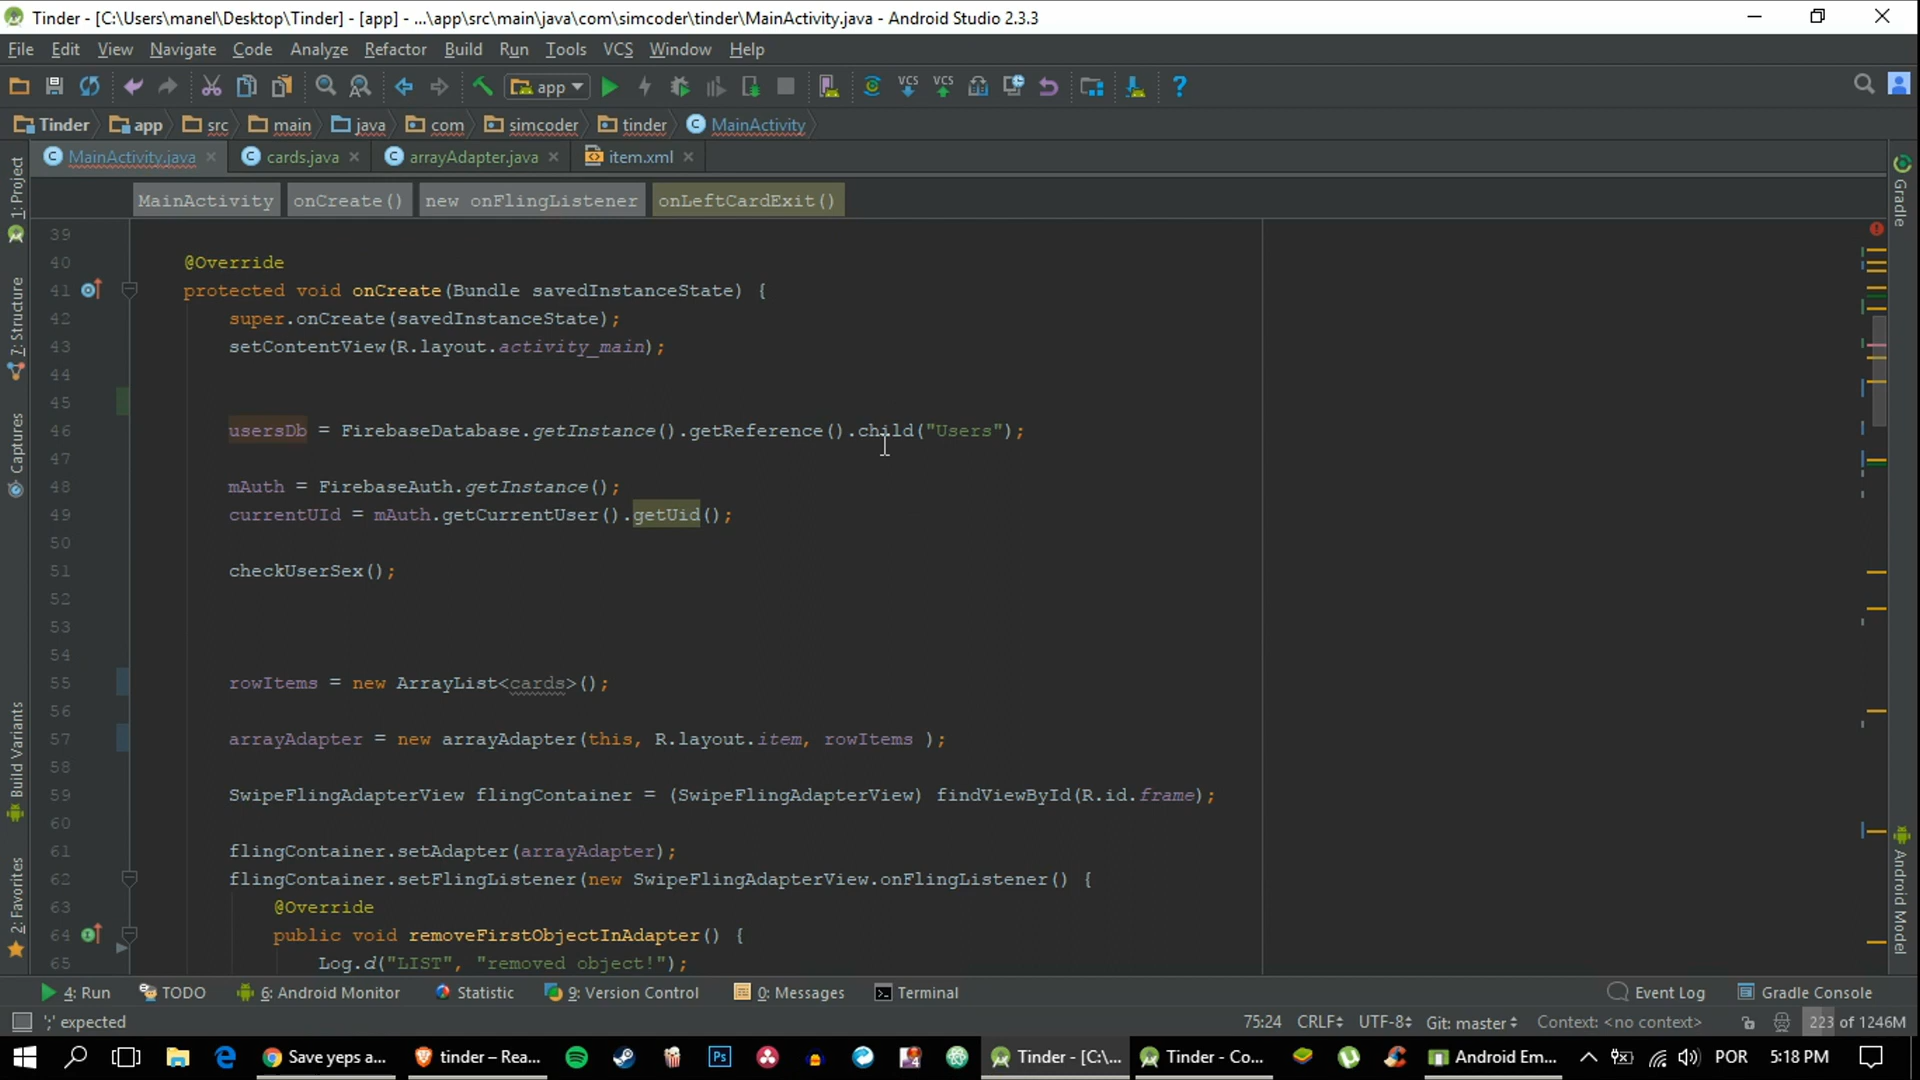 Tinder - [C:\Users\manel\Desktop\Tinder] - [app] - ...\app\src\main\java\com\simcoder\tinder\MainActivity.java - Android Studio 2.3.3
File Edit View Navigate Code Analyze Refactor Build Run Tools VCS Window Help
app VCS VCS
Tinder app src main java com simcoder tinder MainActivity
MainActivity.java cards.java arrayAdapter.java item.xml
MainActivity onCreate() new onFlingListener onLeftCardExit()
39
40 @Override
41 protected void onCreate(Bundle savedInstanceState) {
42 super.onCreate(savedInstanceState);
43 setContentView(R.layout.activity_main);
44
45
46 usersDb = FirebaseDatabase.getInstance().getReference().child("Users");
47
48 mAuth = FirebaseAuth.getInstance();
49 currentUId = mAuth.getCurrentUser().getUid();
50
51 checkUserSex();
52
53
54
55 rowItems = new ArrayList<cards>();
56
57 arrayAdapter = new arrayAdapter(this, R.layout.item, rowItems );
58
59 SwipeFlingAdapterView flingContainer = (SwipeFlingAdapterView) findViewById(R.id.frame);
60
61 flingContainer.setAdapter(arrayAdapter);
62 flingContainer.setFlingListener(new SwipeFlingAdapterView.onFlingListener() {
63 @Override
64 public void removeFirstObjectInAdapter() {
65 Log.d("LIST", "removed object!");
1: Project
7: Structure
Captures
Build Variants
2: Favorites
Gradle
Android Model
4: Run TODO 6: Android Monitor Statistic 9: Version Control 0: Messages Terminal Event Log Gradle Console
';' expected 75:24 CRLF UTF-8 Git: master Context: <no context> 223 of 1246M
Save yeps a... tinder – Rea... Ps Tinder - [C:\... Tinder - Co... Android Em... POR 5:18 PM